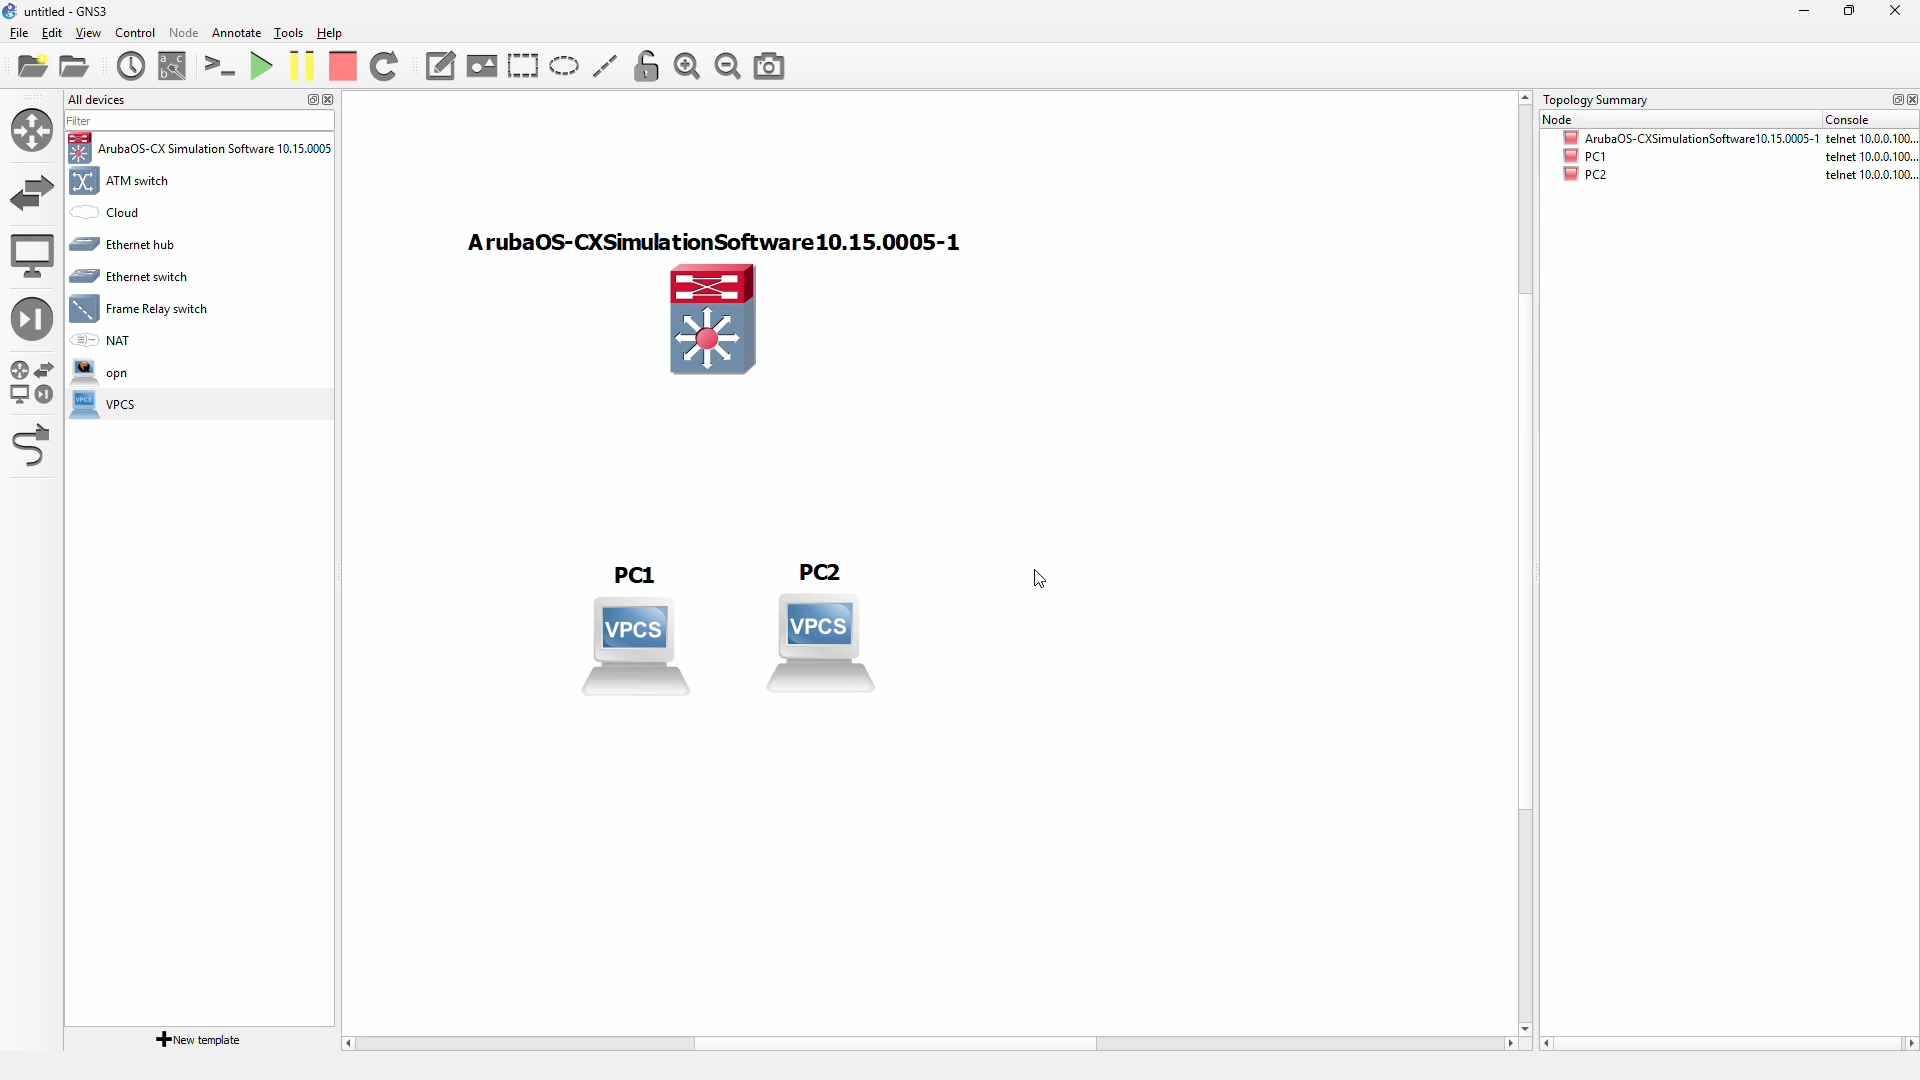 untitled - GNS3
File Edit View Control Node Annotate Tools Help
All devices
Filter
ArubaOS-CX Simulation Software 10.15.0005
ATM switch
Cloud
Ethernet hub
Ethernet switch
Frame Relay switch
NAT
opn
VPCS
New template
ArubaOS-CXSimulationSoftware10.15.0005-1
PC1
VPCS
PC2
VPCS
Topology Summary
Node Console
ArubaOS-CXSimulationSoftware10.15.0005-1 telnet 10.0.0.100...
PC1 telnet 10.0.0.100...
PC2 telnet 10.0.0.100...